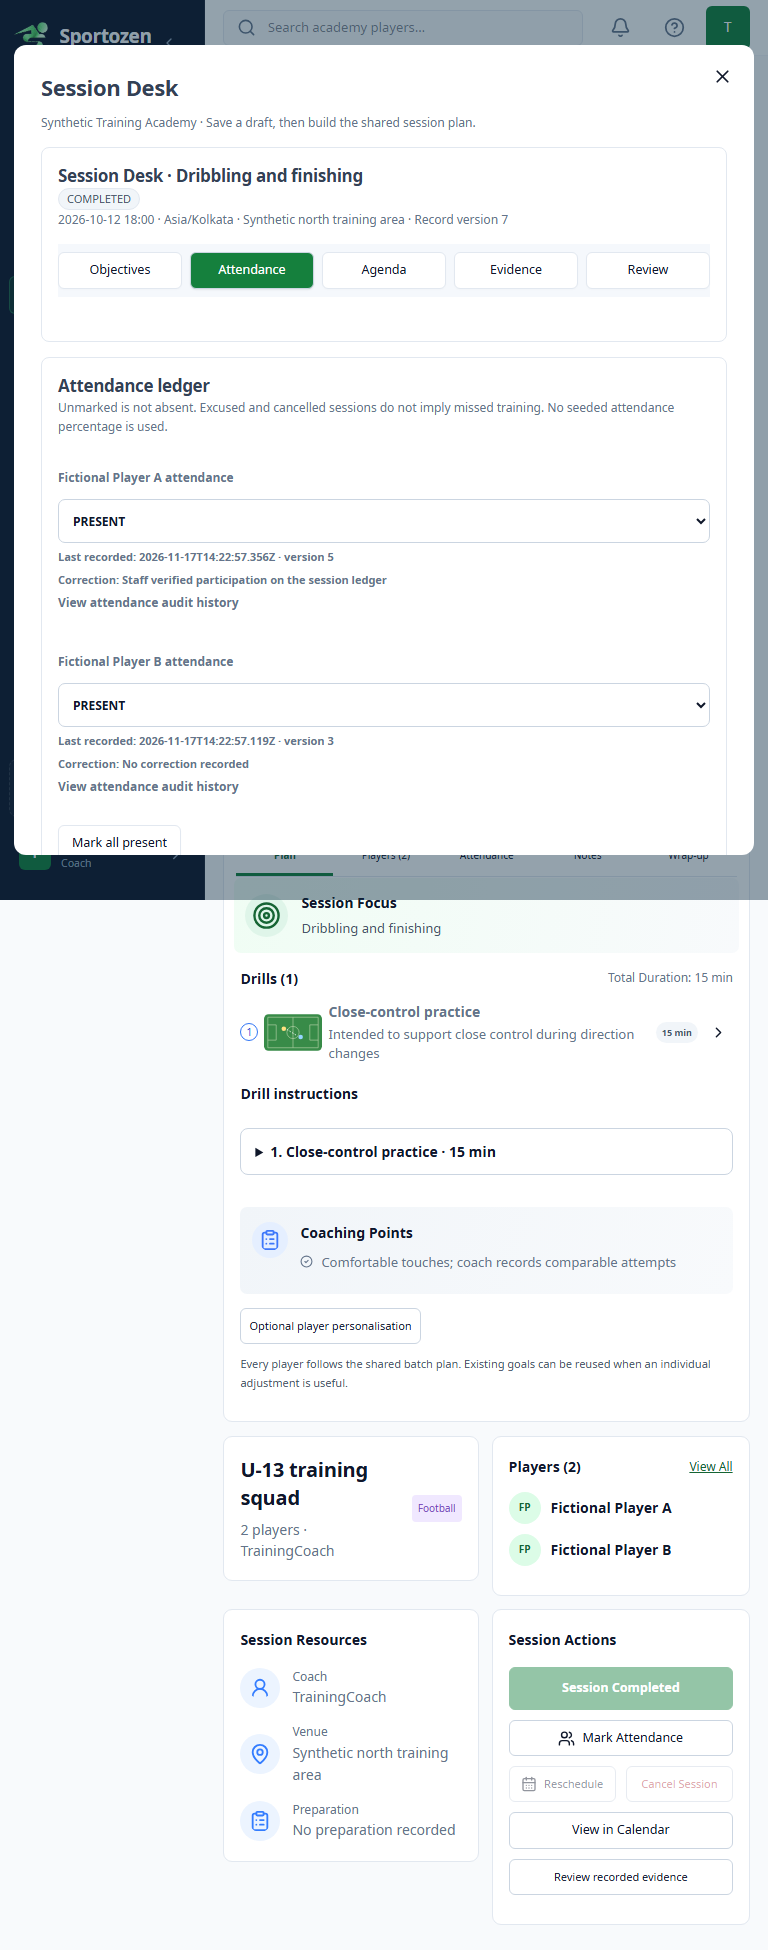 Sportozen
Search academy players...
T
Session Desk
Synthetic Training Academy · Save a draft, then build the shared session plan.
Session Desk · Dribbling and finishing
COMPLETED
2026-10-12 18:00 · Asia/Kolkata · Synthetic north training area · Record version 7
Objectives
Attendance
Agenda
Evidence
Review
Attendance ledger
Unmarked is not absent. Excused and cancelled sessions do not imply missed training. No seeded attendance
percentage is used.
Fictional Player A attendance
PRESENT
Last recorded: 2026-11-17T14:22:57.356Z · version 5
Correction: Staff verified participation on the session ledger
View attendance audit history
Fictional Player B attendance
PRESENT
Last recorded: 2026-11-17T14:22:57.119Z · version 3
Correction: No correction recorded
View attendance audit history
Mark all present
Coach
Plan
Players (2)
Attendance
Notes
Wrap-up
Session Focus
Dribbling and finishing
Drills (1)
Total Duration: 15 min
1
Close-control practice
Intended to support close control during direction
changes
15 min
Drill instructions
1. Close-control practice · 15 min
Coaching Points
Comfortable touches; coach records comparable attempts
Optional player personalisation
Every player follows the shared batch plan. Existing goals can be reused when an individual
adjustment is useful.
U-13 training
squad
2 players ·
TrainingCoach
Football
Players (2)
View All
FP
Fictional Player A
FP
Fictional Player B
Session Resources
Coach
TrainingCoach
Venue
Synthetic north training
area
Preparation
No preparation recorded
Session Actions
Session Completed
Mark Attendance
Reschedule
Cancel Session
View in Calendar
Review recorded evidence